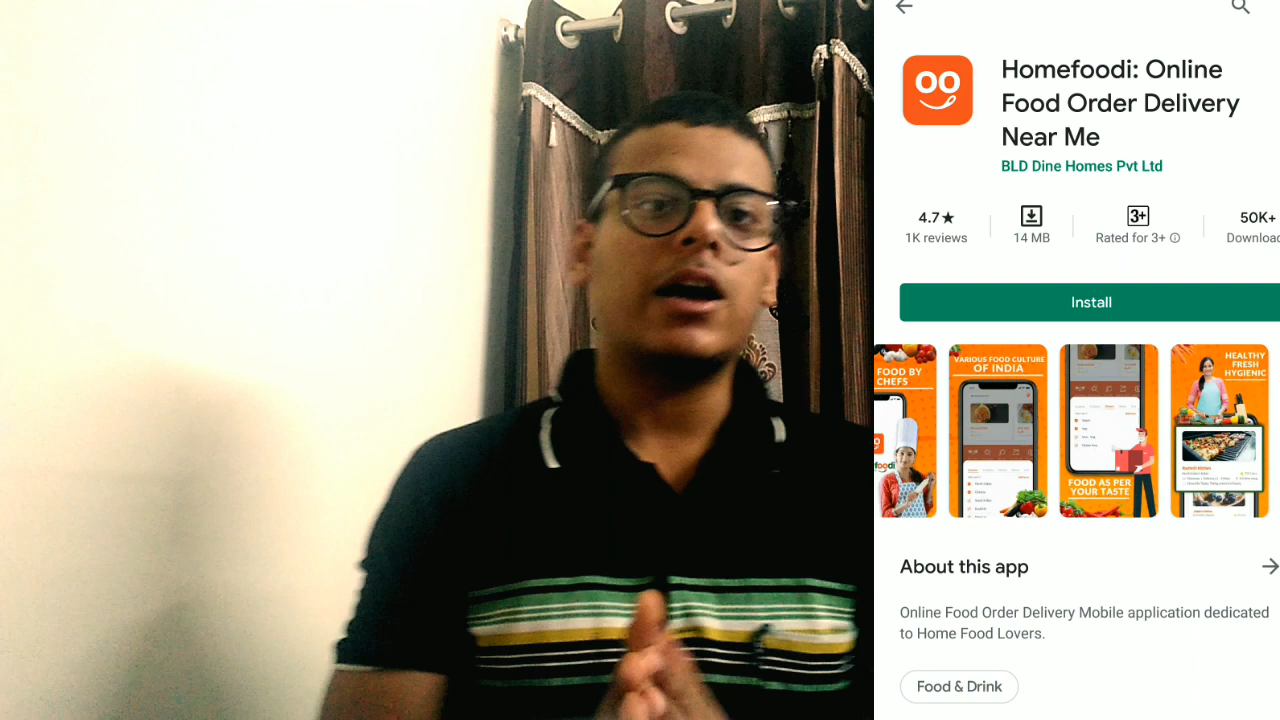 Homefoodi: Online
Food Order Delivery
Near Me
BLD Dine Homes Pvt Ltd
4.7★
1K reviews
14 MB
3+
Rated for 3+
50K+
Downloa
Install
FOOD BY
CHEFS
foodi
VARIOUS FOOD CULTURE
OF INDIA
FOOD AS PER
YOUR TASTE
HEALTHY
FRESH
HYGIENIC
About this app
Online Food Order Delivery Mobile application dedicated
to Home Food Lovers.
Food & Drink